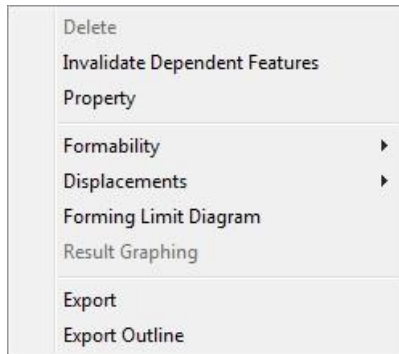 Delete
Invalidate Dependent Features
Property
Formability
Displacements
Forming Limit Diagram
Result Graphing
Export
Export Outline